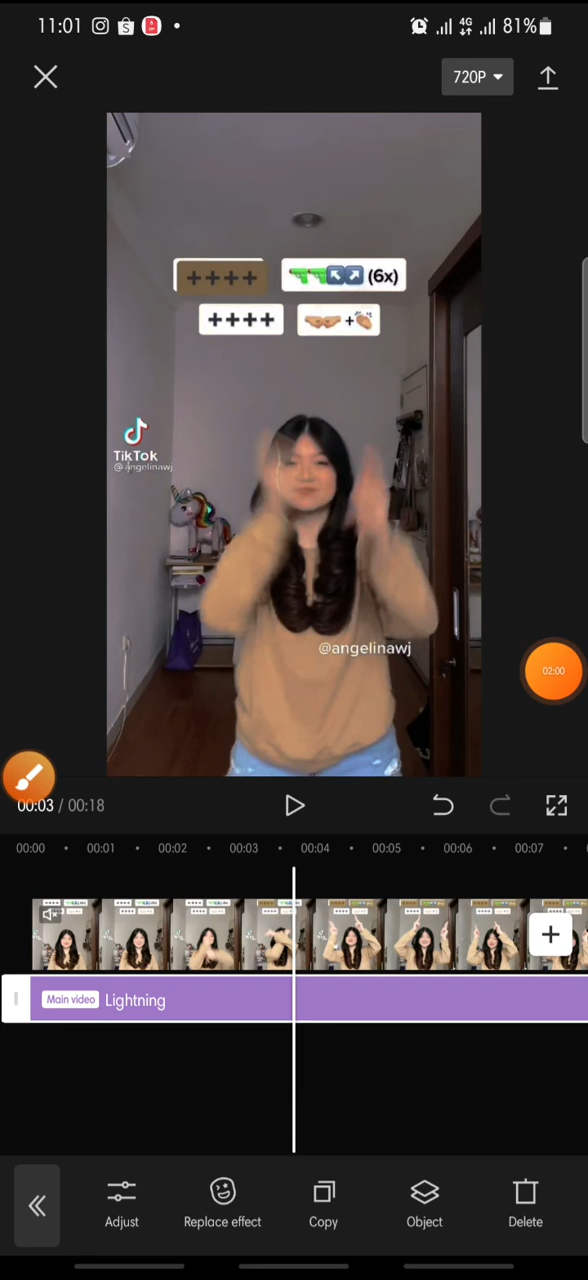 11:01 4G 81%
720P
++++ (6x)
++++ +
TikTok
@angelinawj
@angelinawj
02:00
00:03 / 00:18
00:00 00:01 00:02 00:03 00:04 00:05 00:06 00:07
Main video Lightning
Adjust Replace effect Copy Object Delete